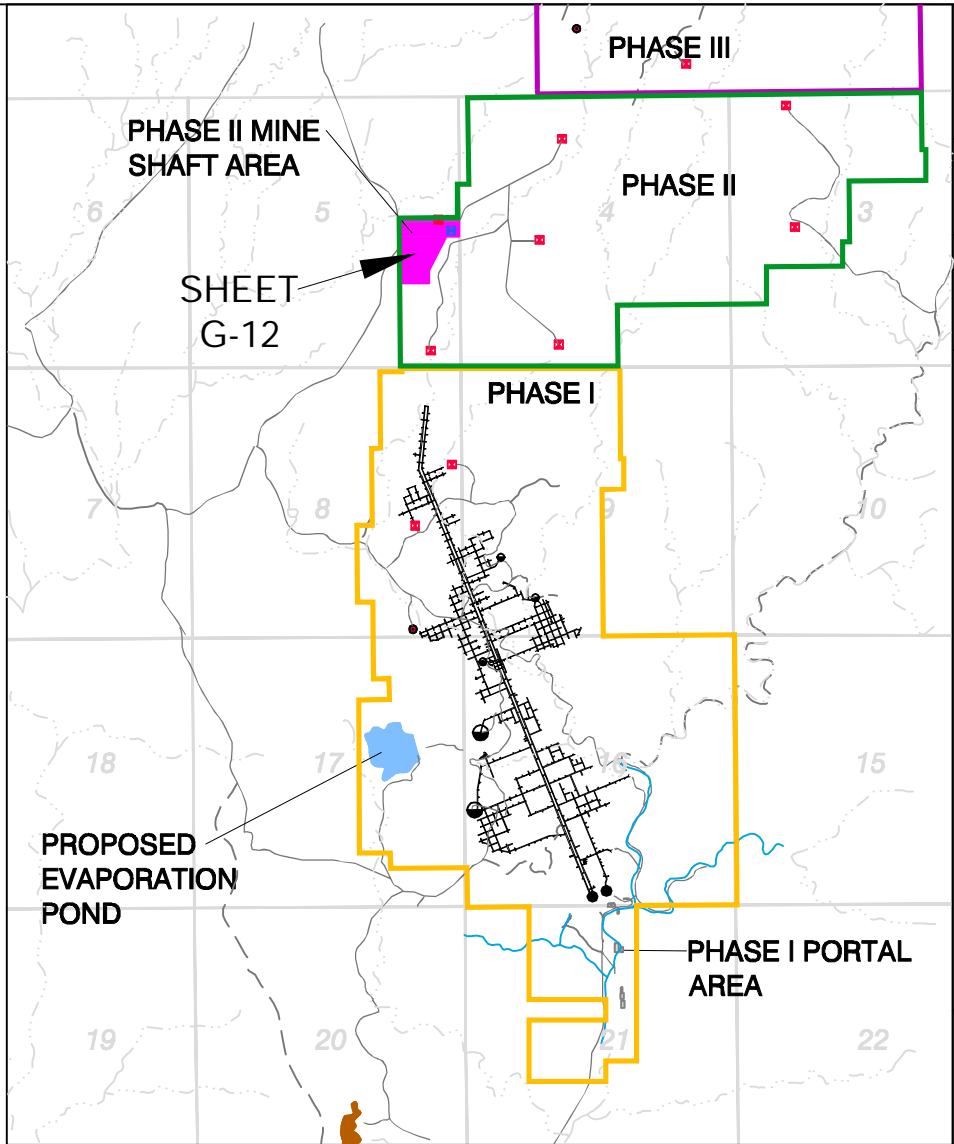 PHASE III
PHASE II MINE
SHAFT AREA
PHASE II
6
5
4
3
SHEET
G-12
PHASE I
7
8
9
10
18
17
16
15
PROPOSED
EVAPORATION
POND
PHASE I PORTAL
AREA
19
20
21
22